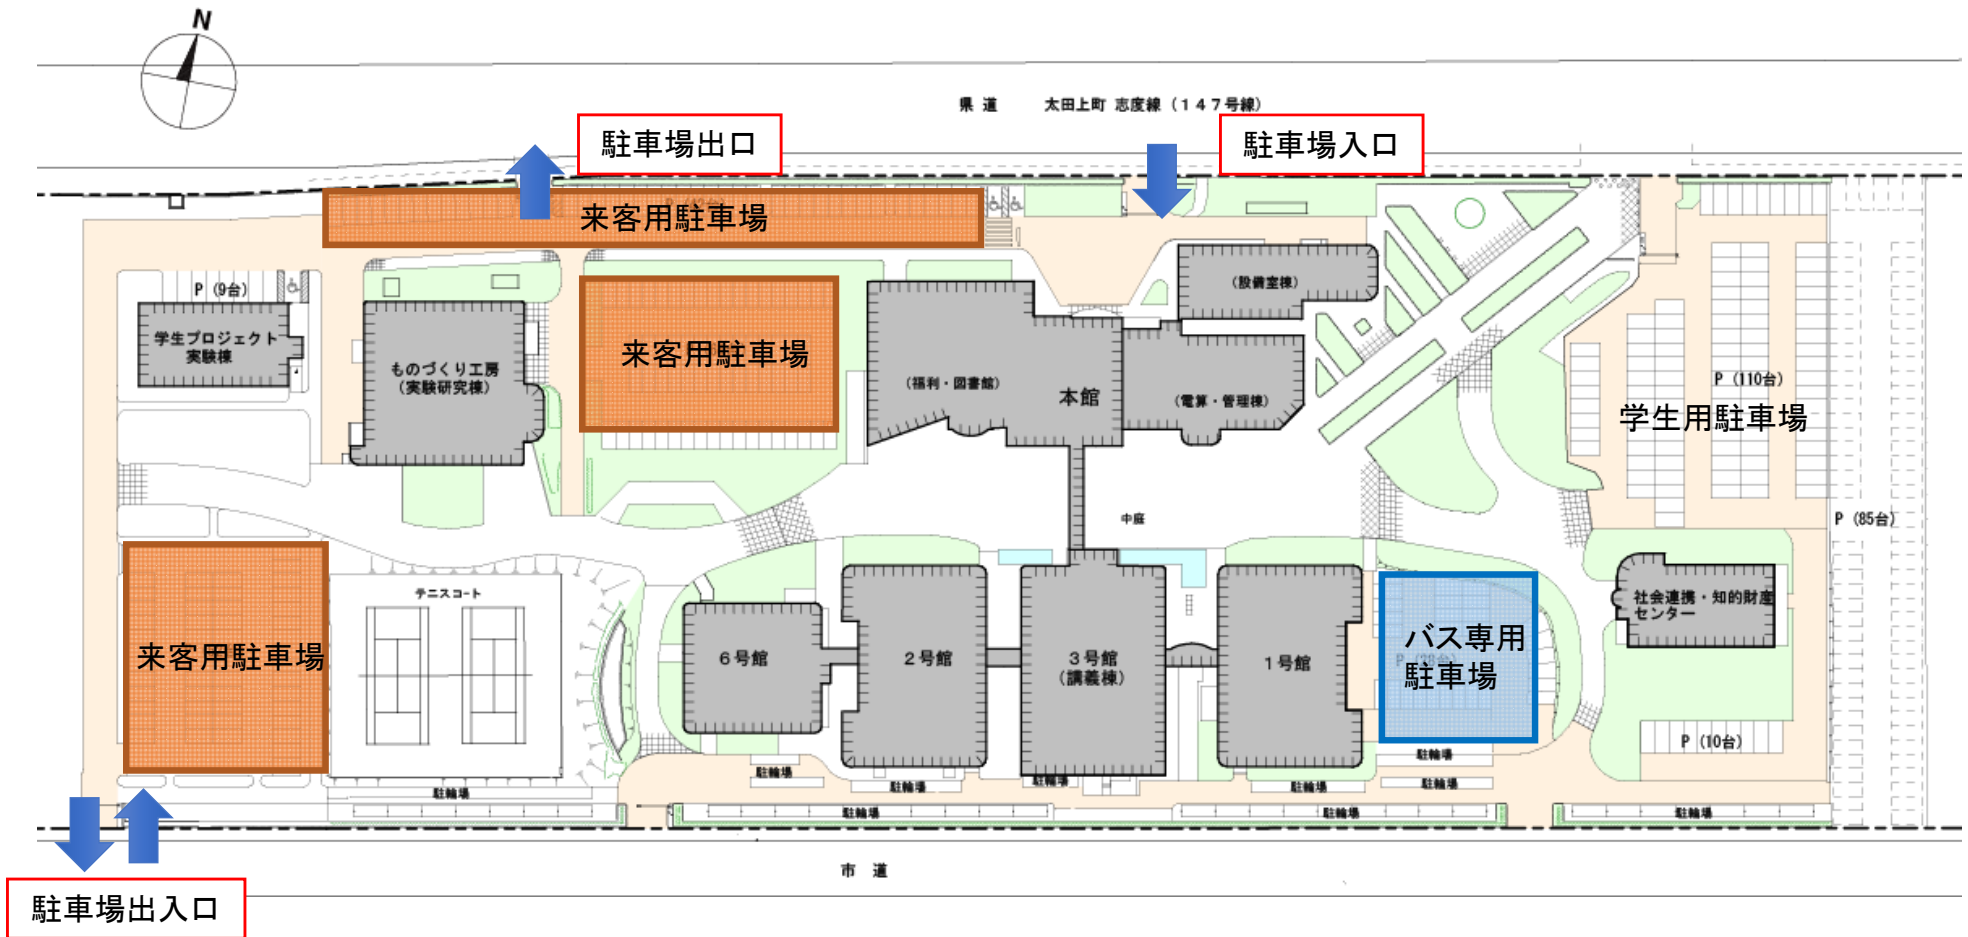 N
県道 太田上町 志度線（１４７号線）
駐車場出口
駐車場入口
来客用駐車場
P (9台)
学生プロジェクト
実験棟
ものづくり工房
（実験研究棟）
来客用駐車場
（福利・図書館）
本館
（電算・管理棟）
（設備室棟）
P (110台)
学生用駐車場
P (85台)
中庭
来客用駐車場
テニスコート
６号館
２号館
３号館
（講義棟）
１号館
バス専用
駐車場
社会連携・知的財産
センター
P (10台)
駐輪場
駐輪場
駐輪場
駐輪場
駐輪場
駐輪場
駐輪場
駐輪場
駐輪場
駐輪場
市 道
駐車場出入口